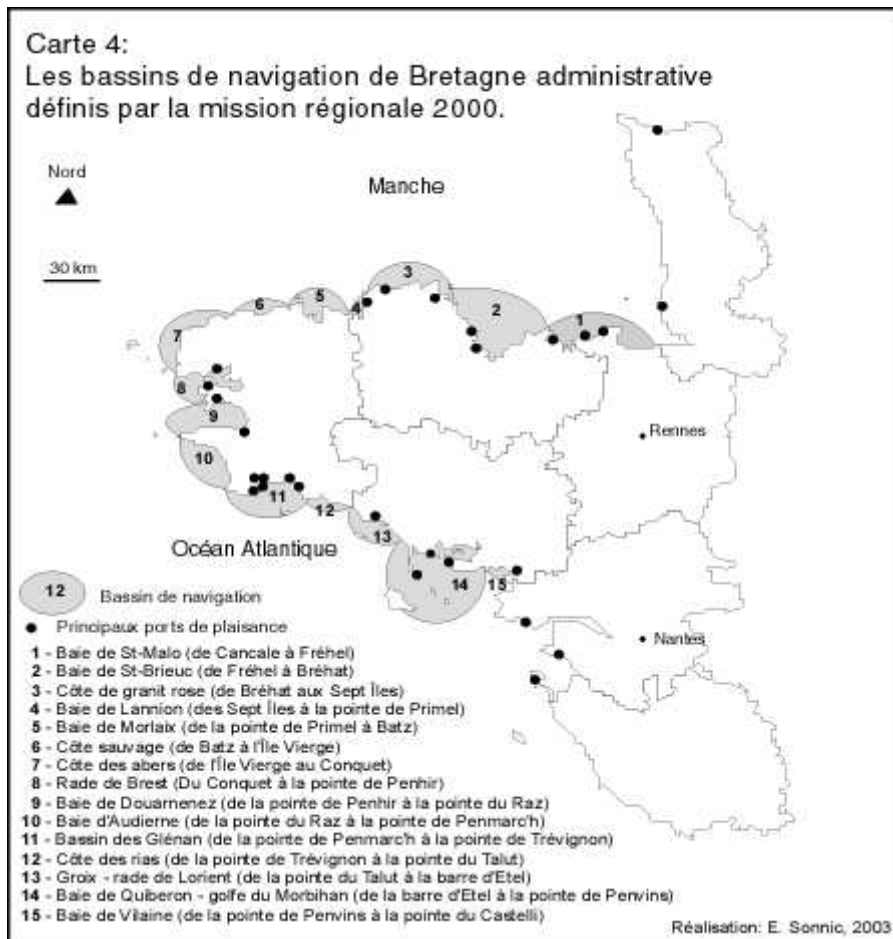 Carte 4:
Les bassins de navigation de Bretagne administrative
définis par la mission régionale 2000.
Nord
Manche
30 km
3
5
6
4
2
1
7
8
9
Rennes
10
11
12
13
Océan Atlantique
14
15
12
Bassin de navigation
Principaux ports de plaisance
Nantes
1 - Baie de St-Malo (de Cancale à Fréhel)
2 - Baie de St-Brieuc (de Fréhel à Bréhat)
3 - Côte de granit rose (de Bréhat aux Sept Îles)
4 - Baie de Lannion (des Sept Îles à la pointe de Primel)
5 - Baie de Morlaix (de la pointe de Primel à Batz)
6 - Côte sauvage (de Batz à l'Île Vierge)
7 - Côte des abers (de l'Île Vierge au Conquet)
8 - Rade de Brest (Du Conquet à la pointe de Penhir)
9 - Baie de Douarnenez (de la pointe de Penhir à la pointe du Raz)
10 - Baie d'Audierne (de la pointe du Raz à la pointe de Penmarc'h)
11 - Bassin des Glénan (de la pointe de Penmarc'h à la pointe de Trévignon)
12 - Côte des rias (de la pointe de Trévignon à la pointe du Talut)
13 - Groix - rade de Lorient (de la pointe du Talut à la barre d'Etel)
14 - Baie de Quiberon - golfe du Morbihan (de la barre d'Etel à la pointe de Penvins)
15 - Baie de Vilaine (de la pointe de Penvins à la pointe du Castelli)
Réalisation: E. Sonnic, 2003